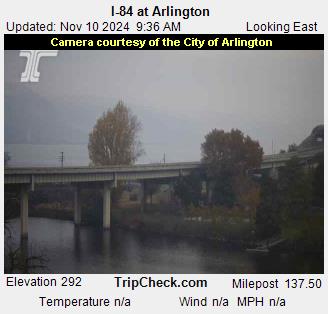 I-84 at Arlington
Updated: Nov 10 2024 9:36 AM Looking East
Camera courtesy of the City of Arlington
Elevation 292 TripCheck.com Milepost 137.50
Temperature n/a Wind n/a MPH n/a